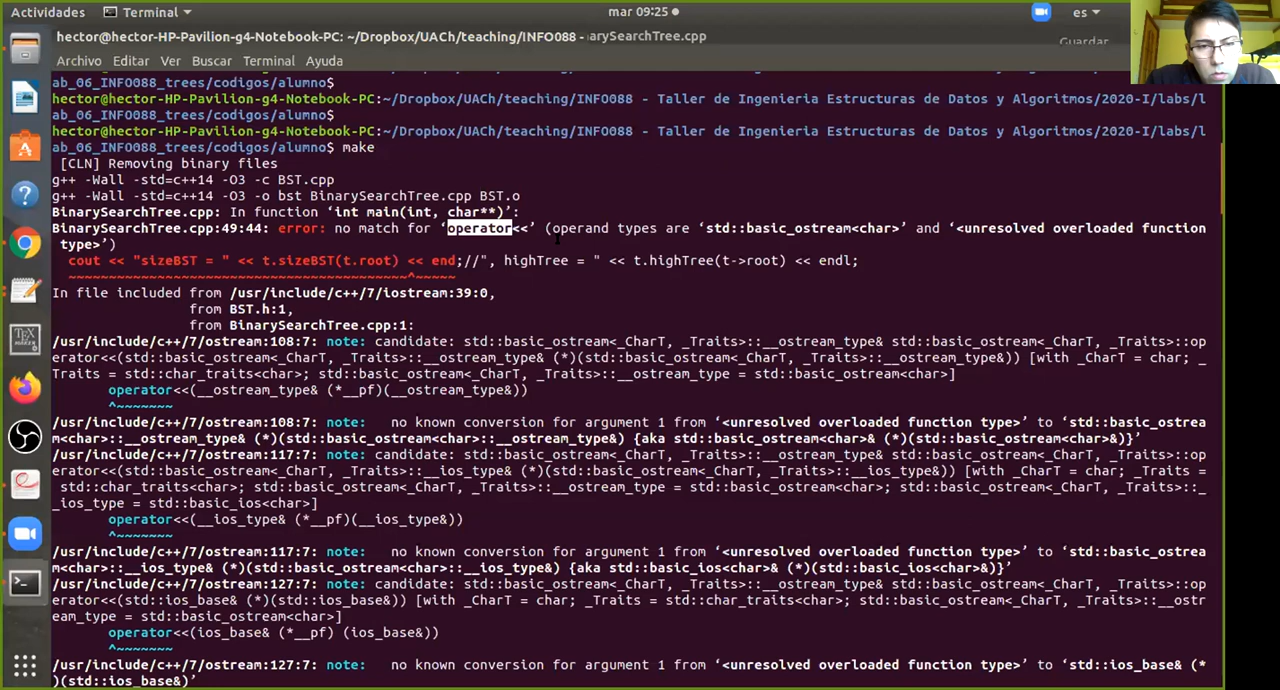 Actividades
Terminal
mar 09:25
es
hector@hector-HP-Pavilion-g4-Notebook-PC: ~/Dropbox/UACh/teaching/INFO088 - arySearchTree.cpp
Guardar
Archivo Editar Ver Buscar Terminal Ayuda
ab_06_INFO088_trees/codigos/alumno$
hector@hector-HP-Pavilion-g4-Notebook-PC:~/Dropbox/UACh/teaching/INFO088 - Taller de Ingenieria Estructuras de Datos y Algoritmos/2020-I/labs/l
ab_06_INFO088_trees/codigos/alumno$
hector@hector-HP-Pavilion-g4-Notebook-PC:~/Dropbox/UACh/teaching/INFO088 - Taller de Ingenieria Estructuras de Datos y Algoritmos/2020-I/labs/l
ab_06_INFO088_trees/codigos/alumno$ make
[CLN] Removing binary files
g++ -Wall -std=c++14 -O3 -c BST.cpp
g++ -Wall -std=c++14 -O3 -o bst BinarySearchTree.cpp BST.o
BinarySearchTree.cpp: In function ‘int main(int, char**)’:
BinarySearchTree.cpp:49:44: error: no match for ‘operator<<’ (operand types are ‘std::basic_ostream<char>’ and ‘<unresolved overloaded function
type>’)
cout << "sizeBST = " << t.sizeBST(t.root) << end;//", highTree = " << t.highTree(t->root) << endl;
~~~~~~~~~~~~~~~~~~~~~~~~~~~~~~~~~~~~~~~~~~^~~~~~
In file included from /usr/include/c++/7/iostream:39:0,
from BST.h:1,
from BinarySearchTree.cpp:1:
/usr/include/c++/7/ostream:108:7: note: candidate: std::basic_ostream<_CharT, _Traits>::__ostream_type& std::basic_ostream<_CharT, _Traits>::op
erator<<(std::basic_ostream<_CharT, _Traits>::__ostream_type& (*)(std::basic_ostream<_CharT, _Traits>::__ostream_type&)) [with _CharT = char; _
Traits = std::char_traits<char>; std::basic_ostream<_CharT, _Traits>::__ostream_type = std::basic_ostream<char>]
operator<<(__ostream_type& (*__pf)(__ostream_type&))
^~~~~~~~
/usr/include/c++/7/ostream:108:7: note: no known conversion for argument 1 from ‘<unresolved overloaded function type>’ to ‘std::basic_ostrea
m<char>::__ostream_type& (*)(std::basic_ostream<char>::__ostream_type&) {aka std::basic_ostream<char>& (*)(std::basic_ostream<char>&)}’
/usr/include/c++/7/ostream:117:7: note: candidate: std::basic_ostream<_CharT, _Traits>::__ostream_type& std::basic_ostream<_CharT, _Traits>::op
erator<<(std::basic_ostream<_CharT, _Traits>::__ios_type& (*)(std::basic_ostream<_CharT, _Traits>::__ios_type&)) [with _CharT = char; _Traits =
std::char_traits<char>; std::basic_ostream<_CharT, _Traits>::__ostream_type = std::basic_ostream<char>; std::basic_ostream<_CharT, _Traits>::_
_ios_type = std::basic_ios<char>]
operator<<(__ios_type& (*__pf)(__ios_type&))
^~~~~~~~
/usr/include/c++/7/ostream:117:7: note: no known conversion for argument 1 from ‘<unresolved overloaded function type>’ to ‘std::basic_ostrea
m<char>::__ios_type& (*)(std::basic_ostream<char>::__ios_type&) {aka std::basic_ios<char>& (*)(std::basic_ios<char>&)}’
/usr/include/c++/7/ostream:127:7: note: candidate: std::basic_ostream<_CharT, _Traits>::__ostream_type& std::basic_ostream<_CharT, _Traits>::op
erator<<(std::ios_base& (*)(std::ios_base&)) [with _CharT = char; _Traits = std::char_traits<char>; std::basic_ostream<_CharT, _Traits>::__ostr
eam_type = std::basic_ostream<char>]
operator<<(ios_base& (*__pf) (ios_base&))
^~~~~~~~
/usr/include/c++/7/ostream:127:7: note: no known conversion for argument 1 from ‘<unresolved overloaded function type>’ to ‘std::ios_base& (*
)(std::ios_base&)’